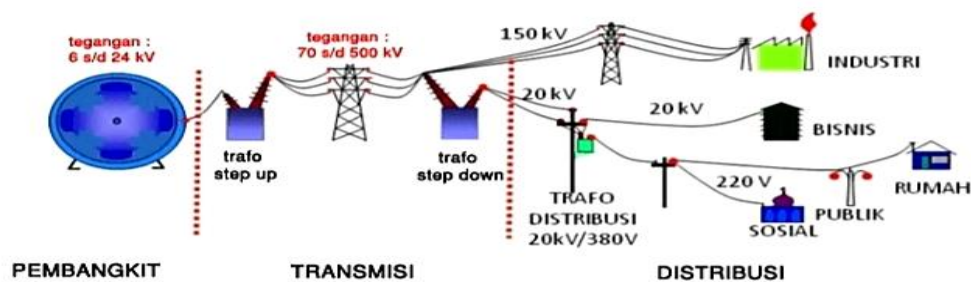 tegangan :
6 s/d 24 kV
tegangan :
70 s/d 500 kV
150 kV
INDUSTRI
20 kV
20 kV
BISNIS
trafo
step up
trafo
step down
TRAFO
DISTRIBUSI
20kV/380V
220 V
RUMAH
PUBLIK
SOSIAL
PEMBANGKIT
TRANSMISI
DISTRIBUSI